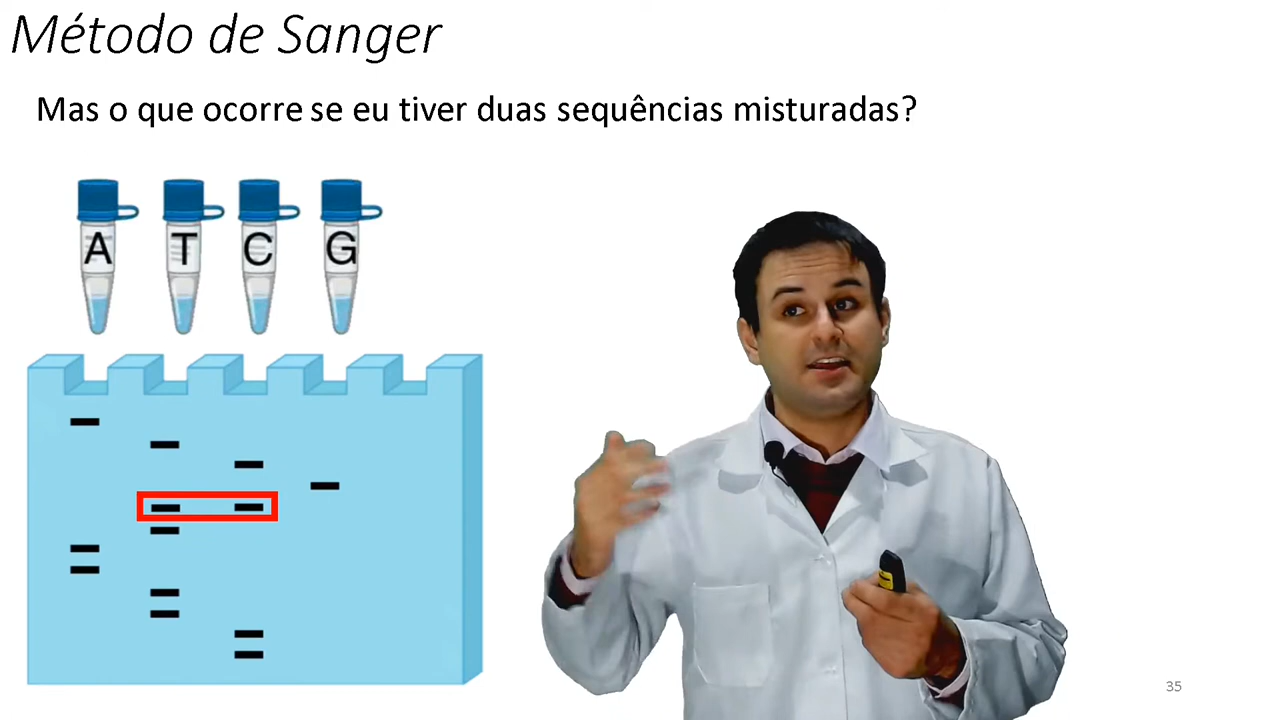 Método de Sanger
Mas o que ocorre se eu tiver duas sequências misturadas?
A T C G
35